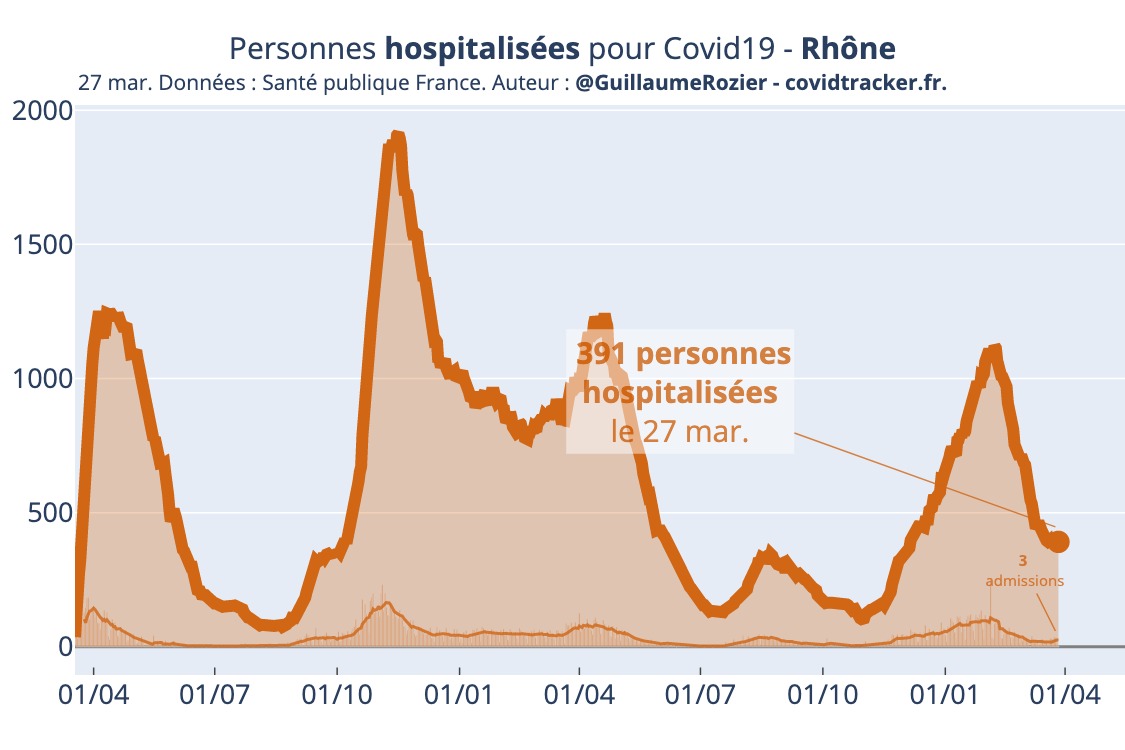 Personnes hospitalisées pour Covid19 - Rhône
27 mar. Données : Santé publique France. Auteur : @GuillaumeRozier - covidtracker.fr.
2000
1500
1000
500
0
391 personnes
hospitalisées
le 27 mar.
3
admissions
01/04 01/07 01/10 01/01 01/04 01/07 01/10 01/01 01/04